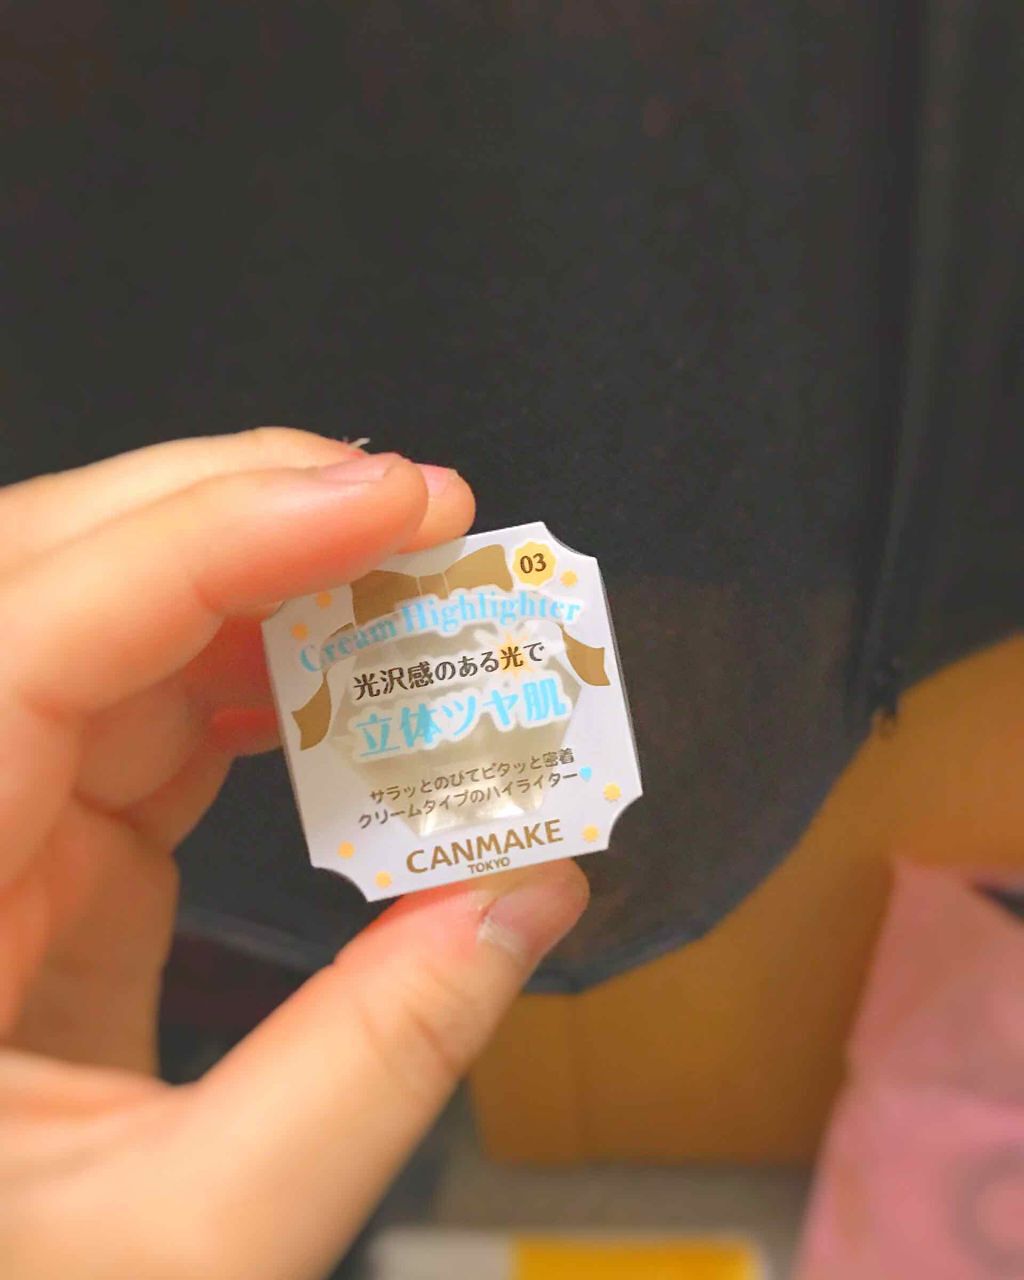 03
Cream Highlighter
光沢感のある光で
立体ツヤ肌
サラッとのびてピタッと密着
クリームタイプのハイライター
CANMAKE
TOKYO